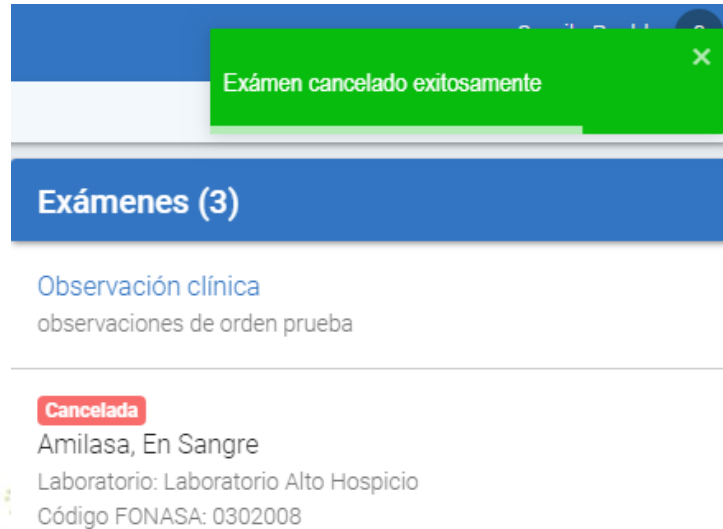 Exámen cancelado exitosamente
×
Exámenes (3)
Observación clínica
observaciones de orden prueba
Cancelada
Amilasa, En Sangre
Laboratorio: Laboratorio Alto Hospicio
Código FONASA: 0302008